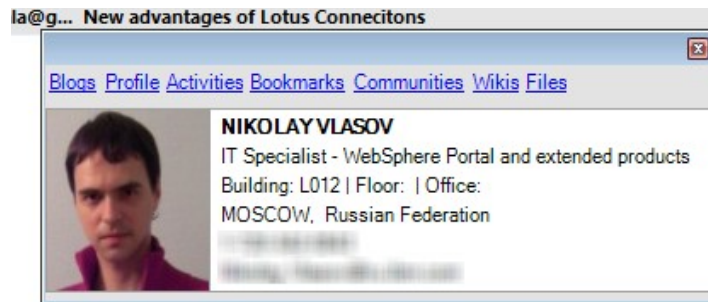 la@g... New advantages of Lotus Connecitons
Blogs Profile Activities Bookmarks Communities Wikis Files
NIKOLAY VLASOV
IT Specialist - WebSphere Portal and extended products
Building: L012 | Floor: | Office:
MOSCOW, Russian Federation